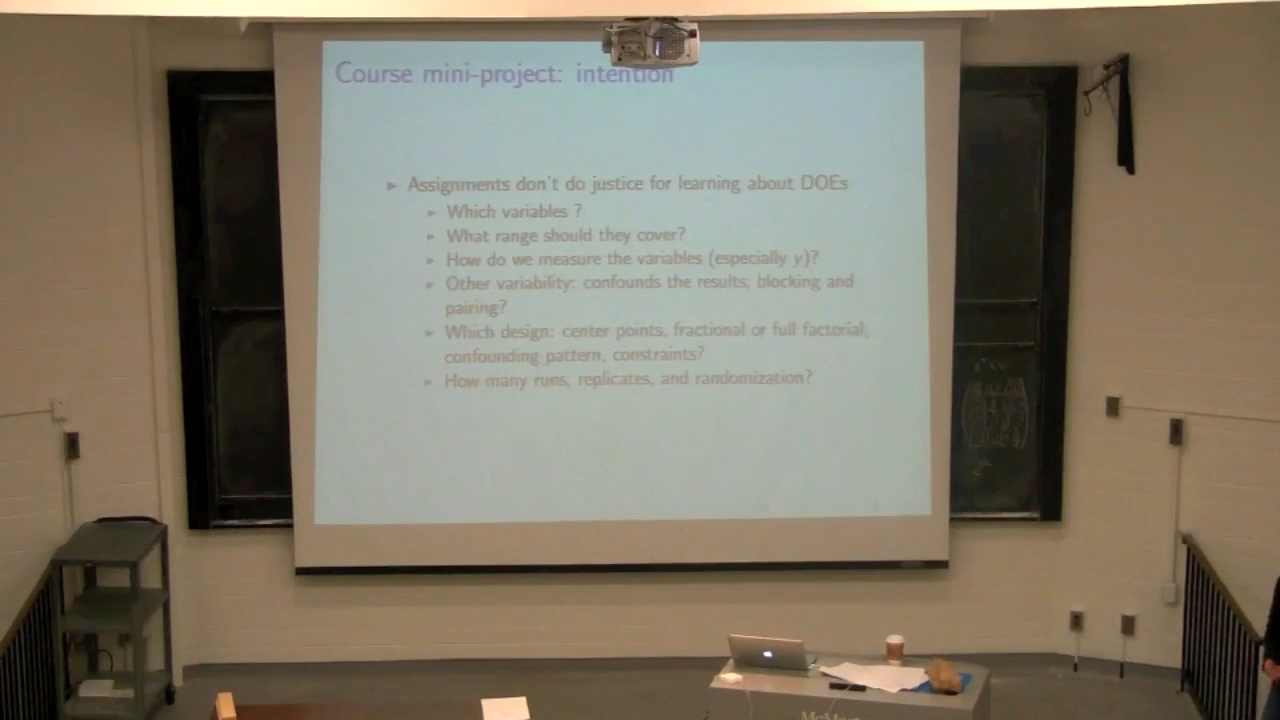 Course mini-project: intention
Assignments don't do justice for learning about DOEs
Which variables ?
What range should they cover?
How do we measure the variables (especially y)?
Other variability: confounds the results; blocking and
pairing?
Which design: center points, fractional or full factorial,
confounding pattern, constraints?
How many runs, replicates, and randomization?